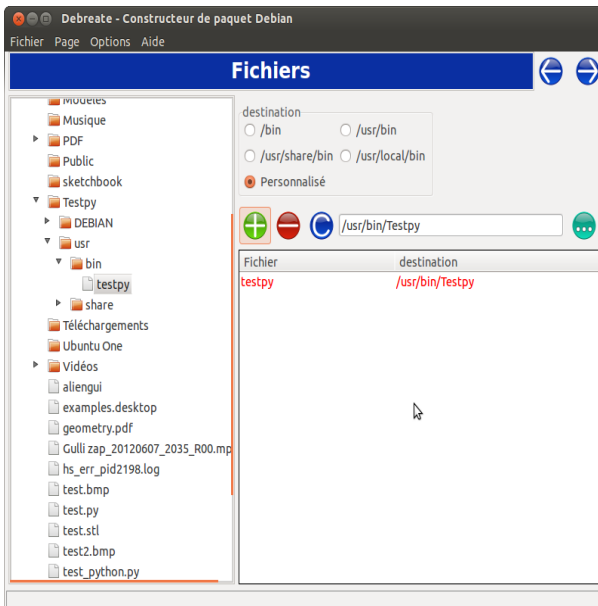 Debreate - Constructeur de paquet Debian
Fichier Page Options Aide
Fichiers
Modèles
Musique
PDF
Public
sketchbook
Testpy
DEBIAN
usr
bin
testpy
share
Téléchargements
Ubuntu One
Vidéos
aliengui
examples.desktop
geometry.pdf
Gulli zap_20120607_2035_R00.mp
hs_err_pid2198.log
test.bmp
test.py
test.stl
test2.bmp
test_python.py
destination
/bin /usr/bin
/usr/share/bin /usr/local/bin
Personnalisé
/usr/bin/Testpy
Fichier destination
testpy /usr/bin/Testpy